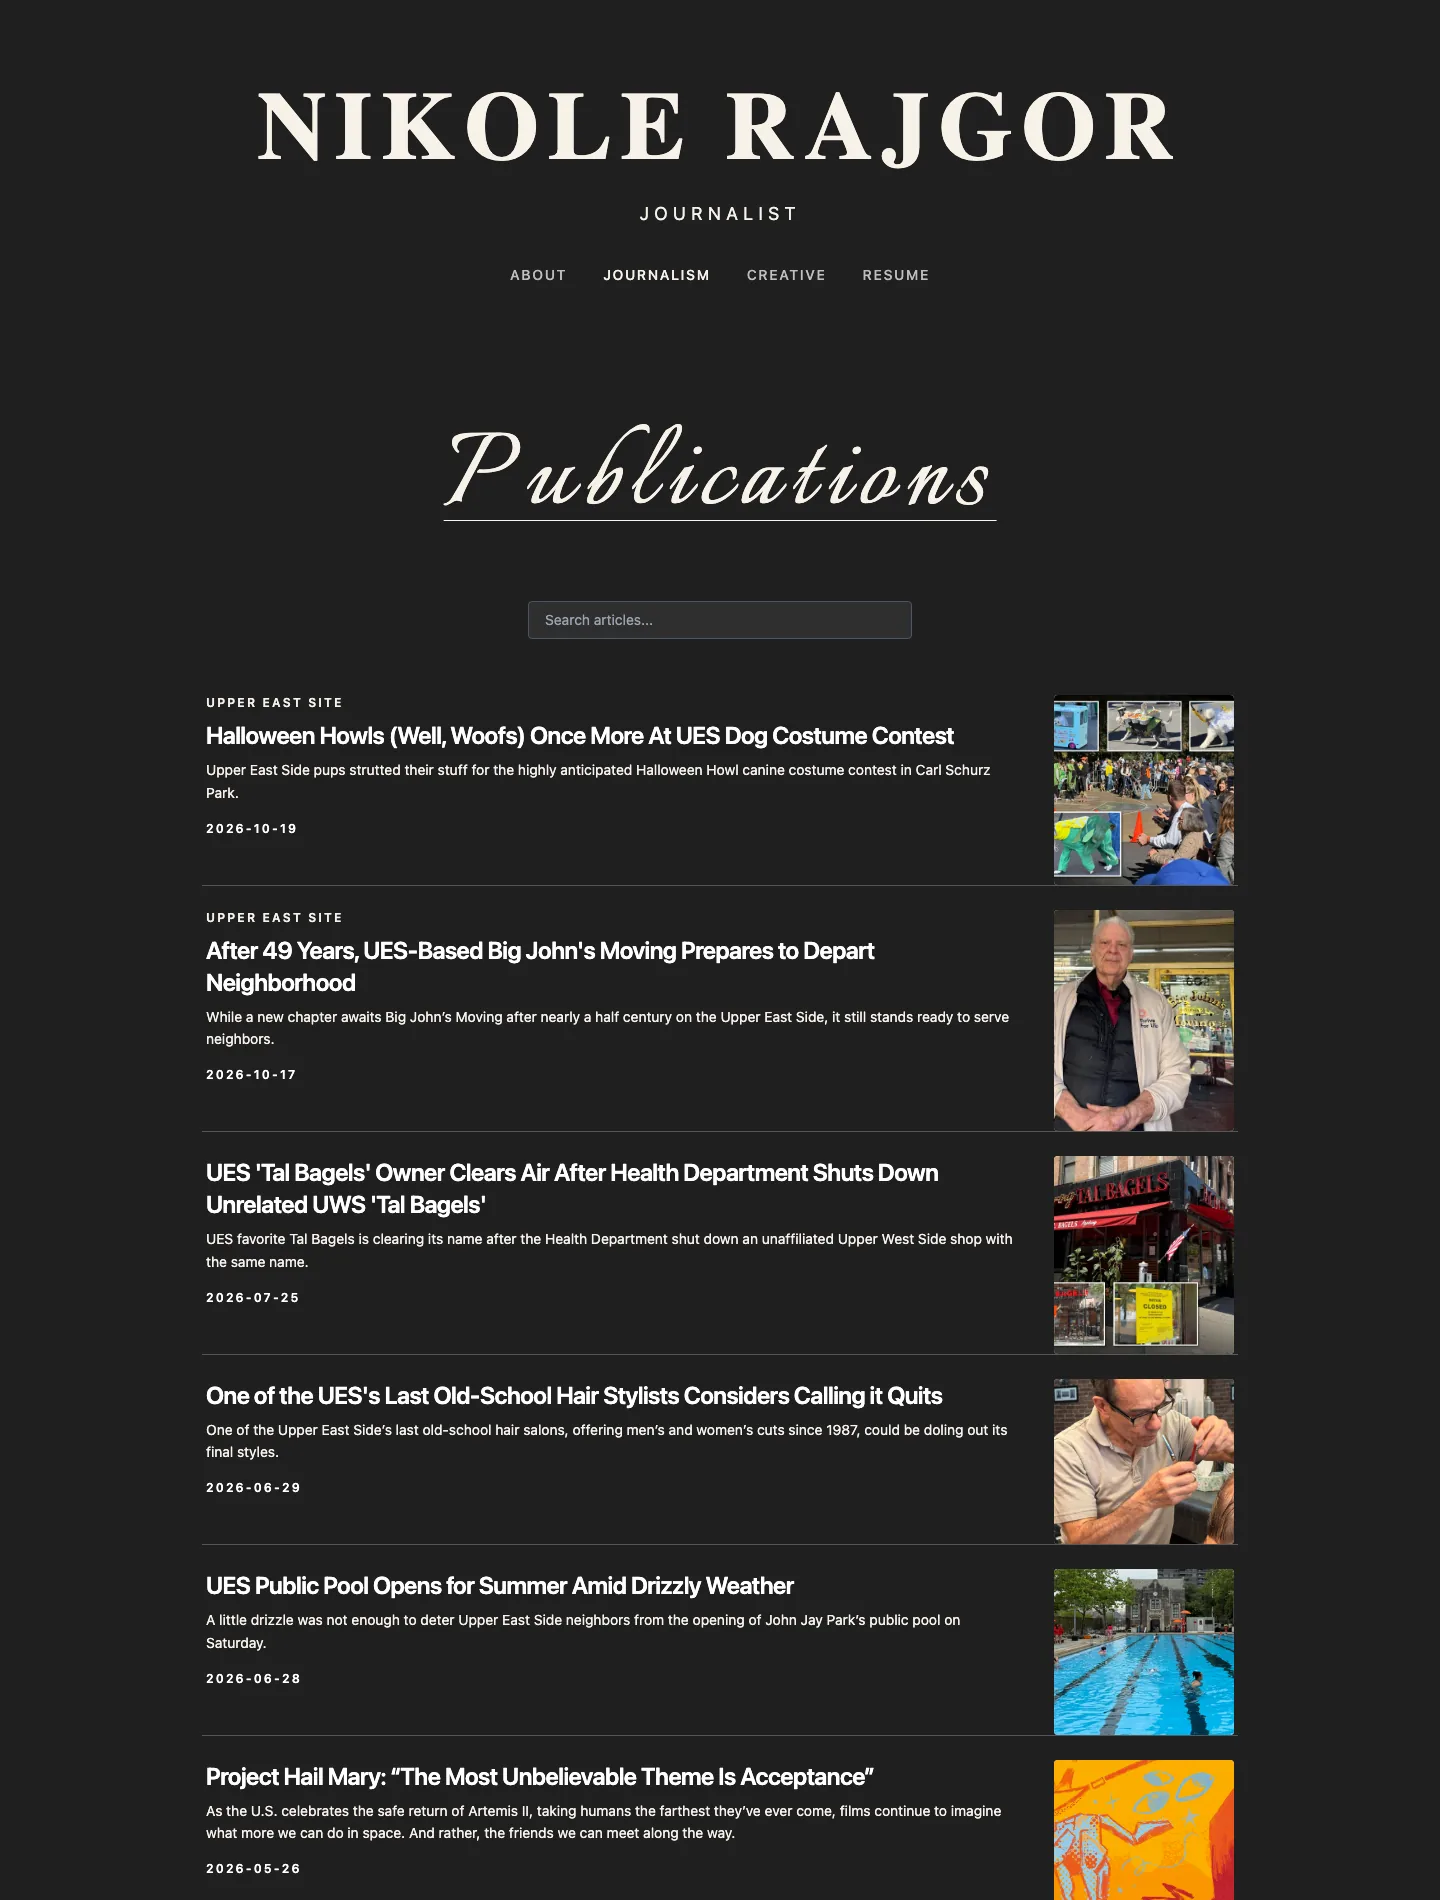 NIKOLE RAJGOR
JOURNALIST
ABOUT JOURNALISM CREATIVE RESUME
Publications
Search articles...
UPPER EAST SITE
Halloween Howls (Well, Woofs) Once More At UES Dog Costume Contest
Upper East Side pups strutted their stuff for the highly anticipated Halloween Howl canine costume contest in Carl Schurz
Park.
2026-10-19
UPPER EAST SITE
After 49 Years, UES-Based Big John's Moving Prepares to Depart
Neighborhood
While a new chapter awaits Big John’s Moving after nearly a half century on the Upper East Side, it still stands ready to serve
neighbors.
2026-10-17
Big John's
Moving
UES 'Tal Bagels' Owner Clears Air After Health Department Shuts Down
Unrelated UWS 'Tal Bagels'
UES favorite Tal Bagels is clearing its name after the Health Department shut down an unaffiliated Upper West Side shop with
the same name.
2026-07-25
TAL BAGELS
BAGELS
CLOSED
One of the UES's Last Old-School Hair Stylists Considers Calling it Quits
One of the Upper East Side’s last old-school hair salons, offering men’s and women’s cuts since 1987, could be doling out its
final styles.
2026-06-29
UES Public Pool Opens for Summer Amid Drizzly Weather
A little drizzle was not enough to deter Upper East Side neighbors from the opening of John Jay Park’s public pool on
Saturday.
2026-06-28
Project Hail Mary: “The Most Unbelievable Theme Is Acceptance”
As the U.S. celebrates the safe return of Artemis II, taking humans the farthest they’ve ever come, films continue to imagine
what more we can do in space. And rather, the friends we can meet along the way.
2026-05-26